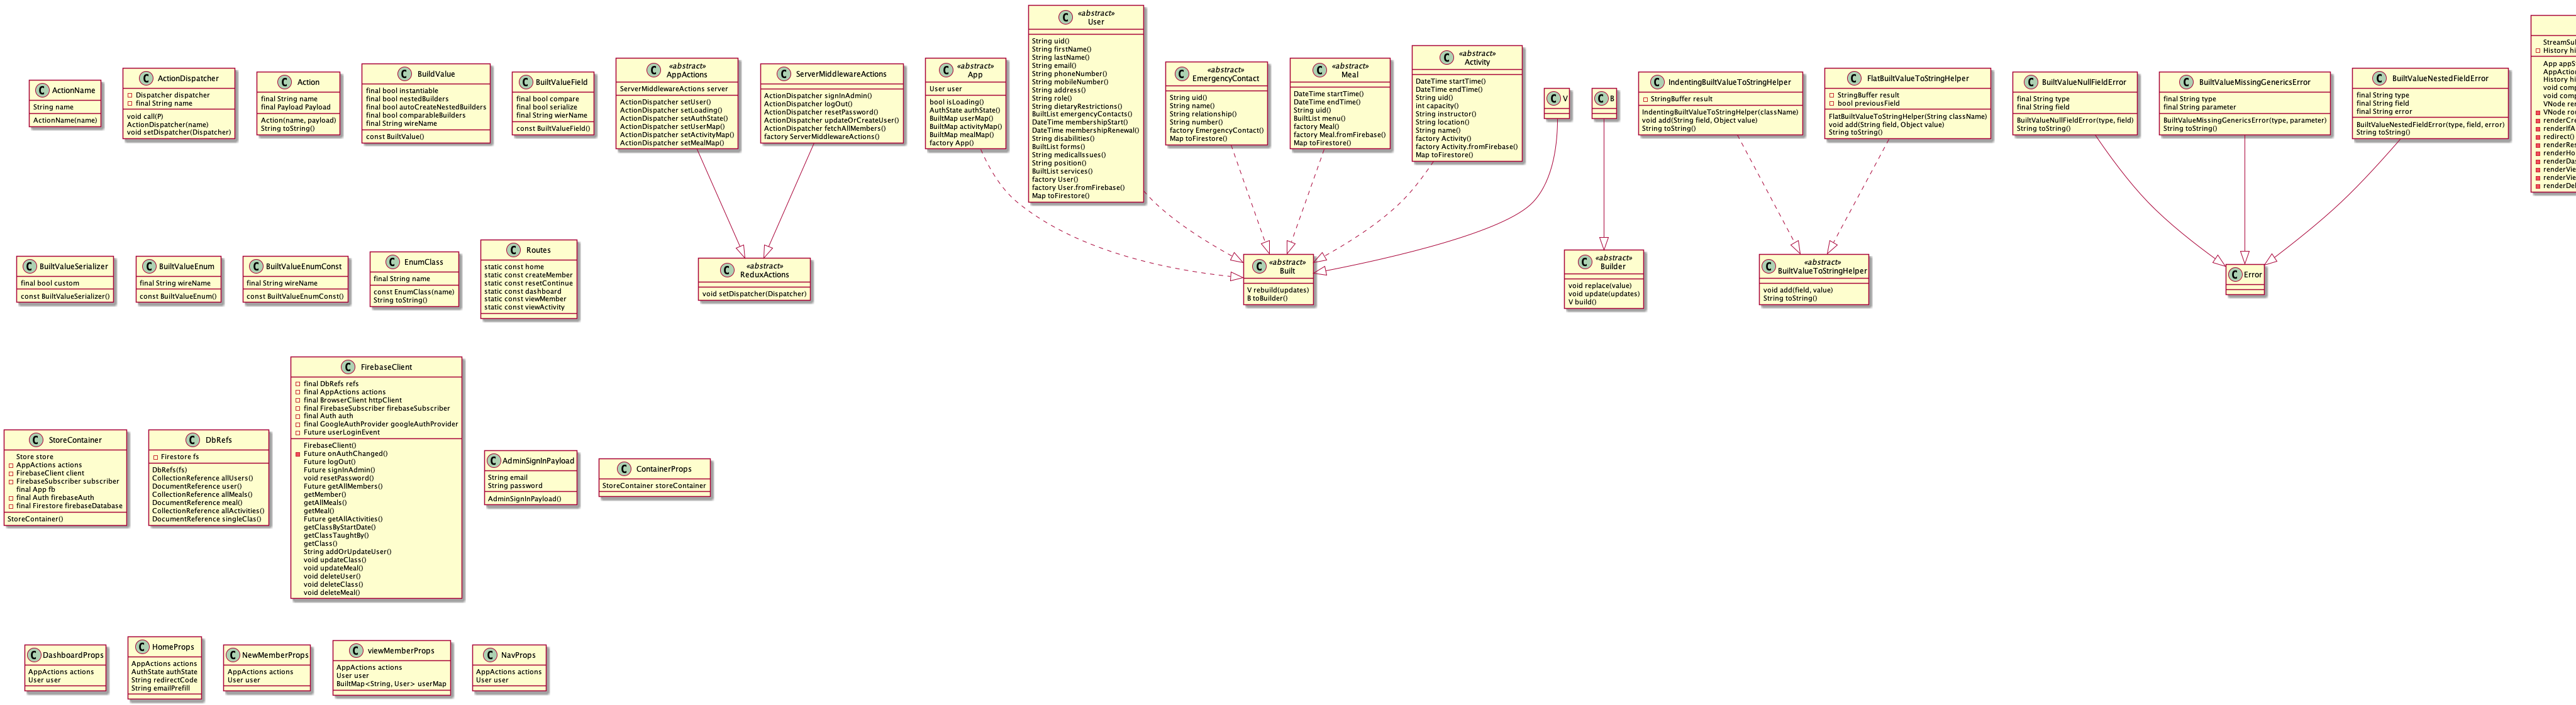 ActionName
String name
ActionName(name)
ActionDispatcher
Dispatcher dispatcher
final String name
void call(P)
ActionDispatcher(name)
void setDispatcher(Dispatcher)
Action
final String name
final Payload Payload
Action(name, payload)
String toString()
BuildValue
final bool instantiable
final bool nestedBuilders
final bool autoCreateNestedBuilders
final bool comparableBuilders
final String wireName
const BuiltValue()
BuiltValueField
final bool compare
final bool serialize
final String wierName
const BuiltValueField()
«abstract»
AppActions
ServerMiddlewareActions server
ActionDispatcher setUser()
ActionDispatcher setLoading()
ActionDispatcher setAuthState()
ActionDispatcher setUserMap()
ActionDispatcher setActivityMap()
ActionDispatcher setMealMap()
ServerMiddlewareActions
ActionDispatcher signInAdmin()
ActionDispatcher logOut()
ActionDispatcher resetPassword()
ActionDispatcher updateOrCreateUser()
ActionDispatcher fetchAllMembers()
factory ServerMiddlewareActions()
«abstract»
App
User user
bool isLoading()
AuthState authState()
BuiltMap userMap()
BuiltMap activityMap()
BuiltMap mealMap()
factory App()
«abstract»
User
String uid()
String firstName()
String lastName()
String email()
String phoneNumber()
String mobileNumber()
String address()
String role()
String dietaryRestrictions()
BuiltList emergencyContacts()
DateTime membershipStart()
DateTime membershipRenewal()
String disabilities()
BuiltList forms()
String medicalIssues()
String position()
BuiltList services()
factory User()
factory User.fromFirebase()
Map toFirestore()
«abstract»
EmergencyContact
String uid()
String name()
String relationship()
String number()
factory EmergencyContact()
Map toFirestore()
«abstract»
Meal
DateTime startTime()
DateTime endTime()
String uid()
BuiltList menu()
factory Meal()
factory Meal.fromFirebase()
Map toFirestore()
«abstract»
Activity
DateTime startTime()
DateTime endTime()
String uid()
int capacity()
String instructor()
String location()
String name()
factory Activity()
factory Activity.fromFirebase()
Map toFirestore()
V
B
IndentingBuiltValueToStringHelper
StringBuffer result
IndentingBuiltValueToStringHelper(className)
void add(String field, Object value)
String toString()
FlatBuiltValueToStringHelper
StringBuffer result
bool previousField
FlatBuiltValueToStringHelper(String className)
void add(String field, Object value)
String toString()
BuiltValueNullFieldError
final String type
final String field
BuiltValueNullFieldError(type, field)
String toString()
BuiltValueMissingGenericsError
final String type
final String parameter
BuiltValueMissingGenericsError(type, parameter)
String toString()
BuiltValueNestedFieldError
final String type
final String field
final String error
BuiltValueNestedFieldError(type, field, error)
String toString()
StreamSu
History hi
App appS
AppAction
History hi
void comp
void comp
VNode rer
VNode rou
renderCre
renderIfA
redirect()
renderRes
renderHo
renderDas
renderVie
renderVie
renderDel
BuiltValueSerializer
final bool custom
const BuiltValueSerializer()
BuiltValueEnum
final String wireName
const BuiltValueEnum()
BuiltValueEnumConst
final String wireName
const BuiltValueEnumConst()
EnumClass
final String name
const EnumClass(name)
String toString()
Routes
static const home
static const createMember
static const resetContinue
static const dashboard
static const viewMember
static const viewActivity
«abstract»
ReduxActions
void setDispatcher(Dispatcher)
«abstract»
Built
V rebuild(updates)
B toBuilder()
«abstract»
Builder
void replace(value)
void update(updates)
V build()
«abstract»
BuiltValueToStringHelper
void add(field, value)
String toString()
Error
StoreContainer
Store store
AppActions actions
FirebaseClient client
FirebaseSubscriber subscriber
final App fb
final Auth firebaseAuth
final Firestore firebaseDatabase
StoreContainer()
DbRefs
Firestore fs
DbRefs(fs)
CollectionReference allUsers()
DocumentReference user()
CollectionReference allMeals()
DocumentReference meal()
CollectionReference allActivities()
DocumentReference singleClas()
FirebaseClient
final DbRefs refs
final AppActions actions
final BrowserClient httpClient
final FirebaseSubscriber firebaseSubscriber
final Auth auth
final GoogleAuthProvider googleAuthProvider
Future userLoginEvent
FirebaseClient()
Future onAuthChanged()
Future logOut()
Future signInAdmin()
void resetPassword()
Future getAllMembers()
getMember()
getAllMeals()
getMeal()
Future getAllActivities()
getClassByStartDate()
getClassTaughtBy()
getClass()
String addOrUpdateUser()
void updateClass()
void updateMeal()
void deleteUser()
void deleteClass()
void deleteMeal()
AdminSignInPayload
String email
String password
AdminSignInPayload()
ContainerProps
StoreContainer storeContainer
DashboardProps
AppActions actions
User user
HomeProps
AppActions actions
AuthState authState
String redirectCode
String emailPrefill
NewMemberProps
AppActions actions
User user
viewMemberProps
AppActions actions
User user
BuiltMap<String, User> userMap
NavProps
AppActions actions
User user